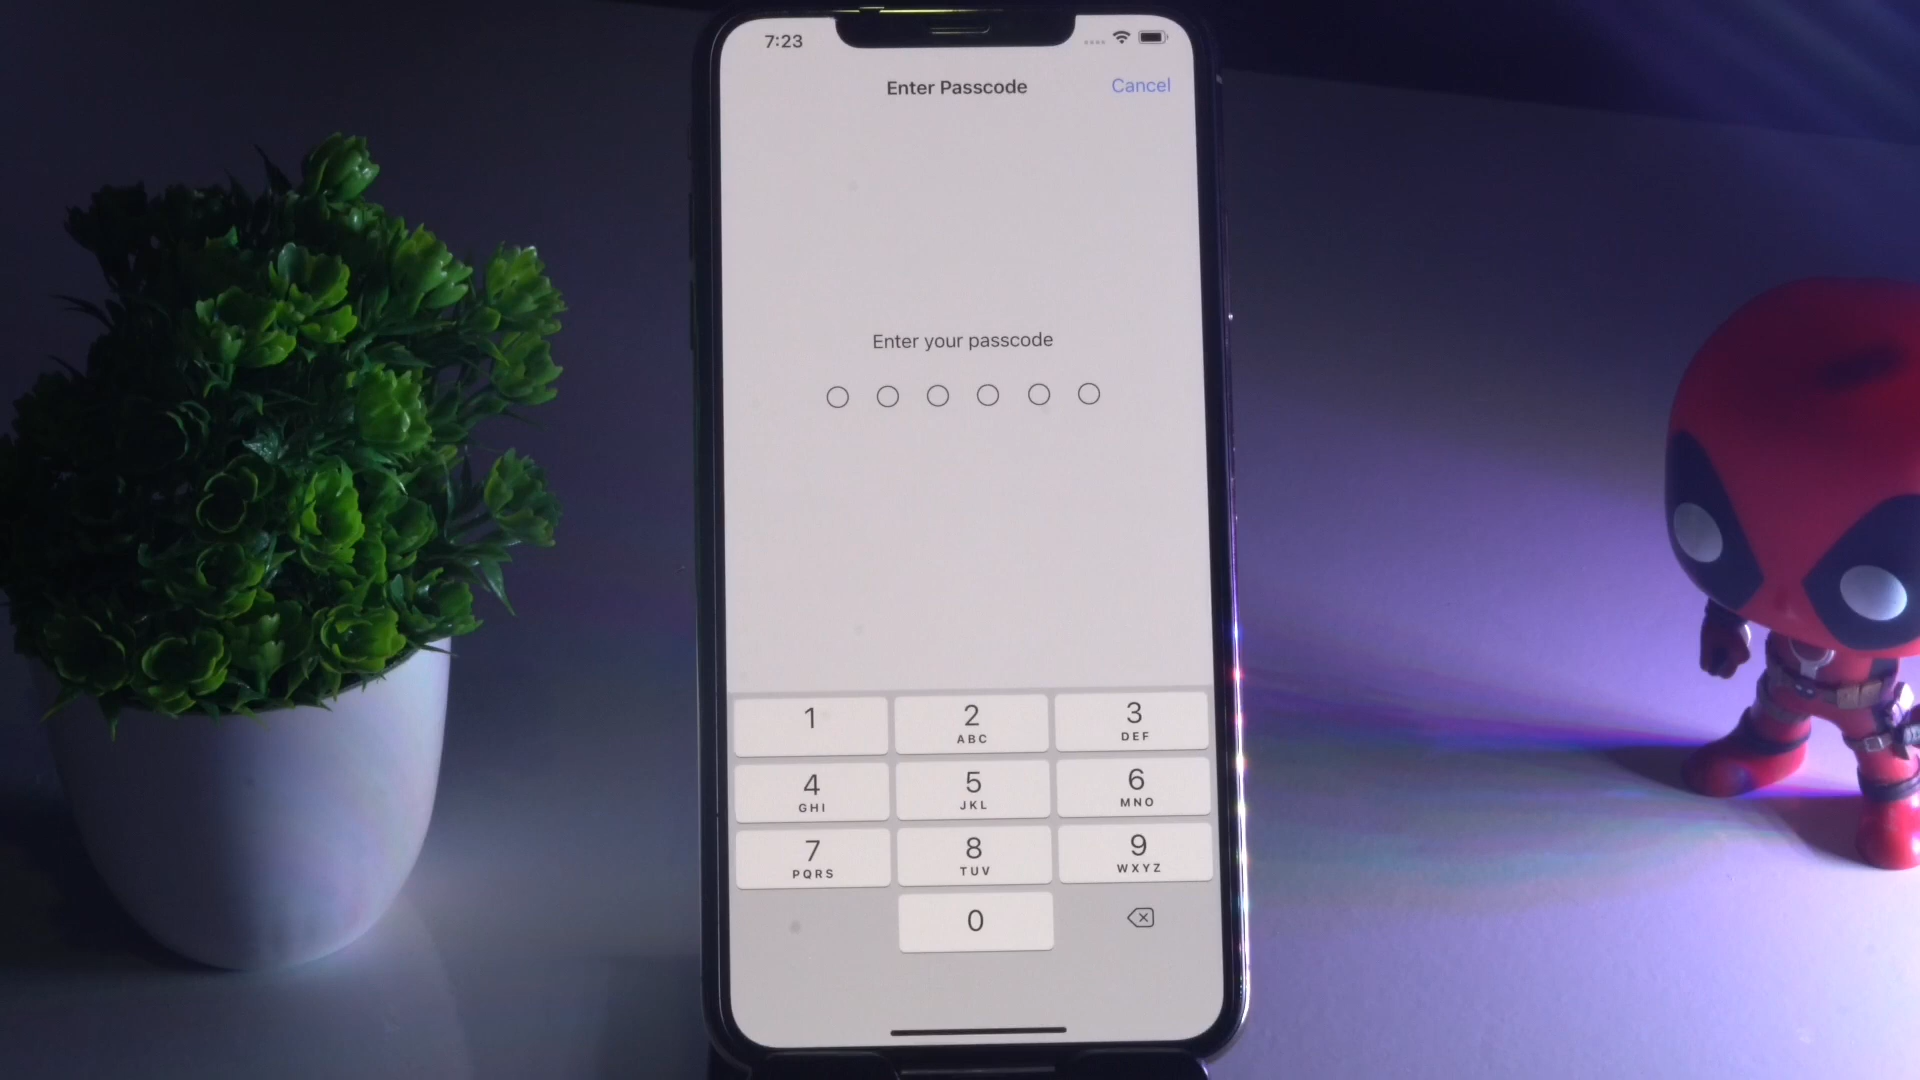 7:23
Enter Passcode
Cancel
Enter your passcode
1
2
ABC
3
DEF
4
GHI
5
JKL
6
MNO
7
PQRS
8
TUV
9
WXYZ
0